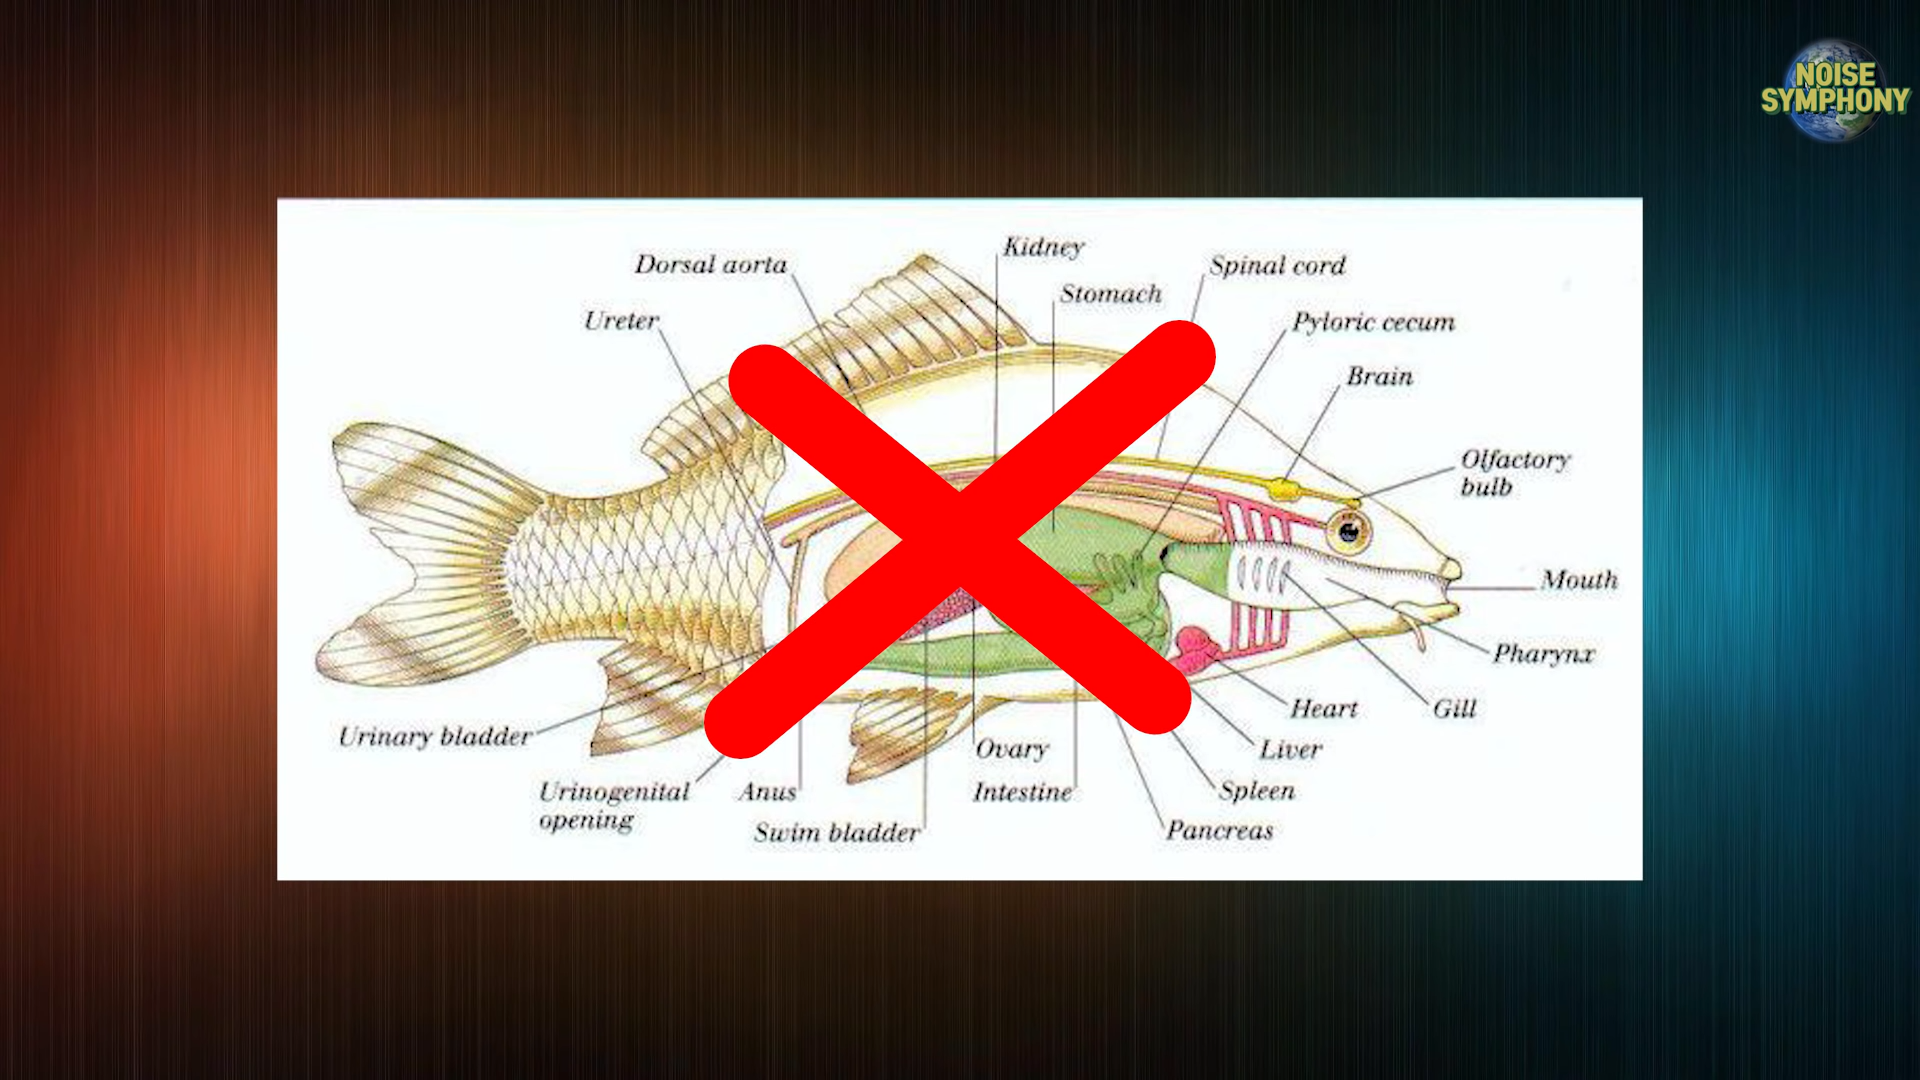 NOISE
SYMPHONY
Kidney
Dorsal aorta
Spinal cord
Stomach
Ureter
Pyloric cecum
Brain
Olfactory
bulb
Mouth
Pharynx
Heart
Gill
Urinary bladder
Ovary
Liver
Urinogenital
opening
Anus
Intestine
Spleen
Swim bladder
Pancreas